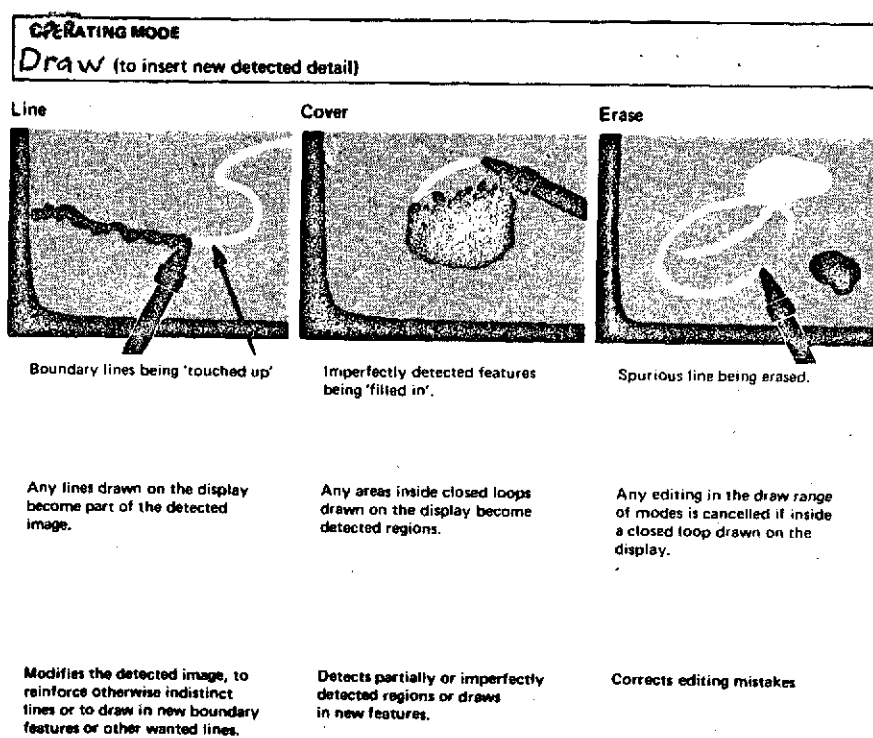 OPERATING MODE
Draw (to insert new detected detail)
Line
Cover
Erase
Boundary lines being 'touched up'
Imperfectly detected features
being 'filled in'.
Spurious line being erased.
Any lines drawn on the display
become part of the detected
image.
Any areas inside closed loops
drawn on the display become
detected regions.
Any editing in the draw range
of modes is cancelled if inside
a closed loop drawn on the
display.
Modifies the detected image, to
reinforce otherwise indistinct
lines or to draw in new boundary
features or other wanted lines.
Detects partially or imperfectly
detected regions or draws
in new features.
Corrects editing mistakes